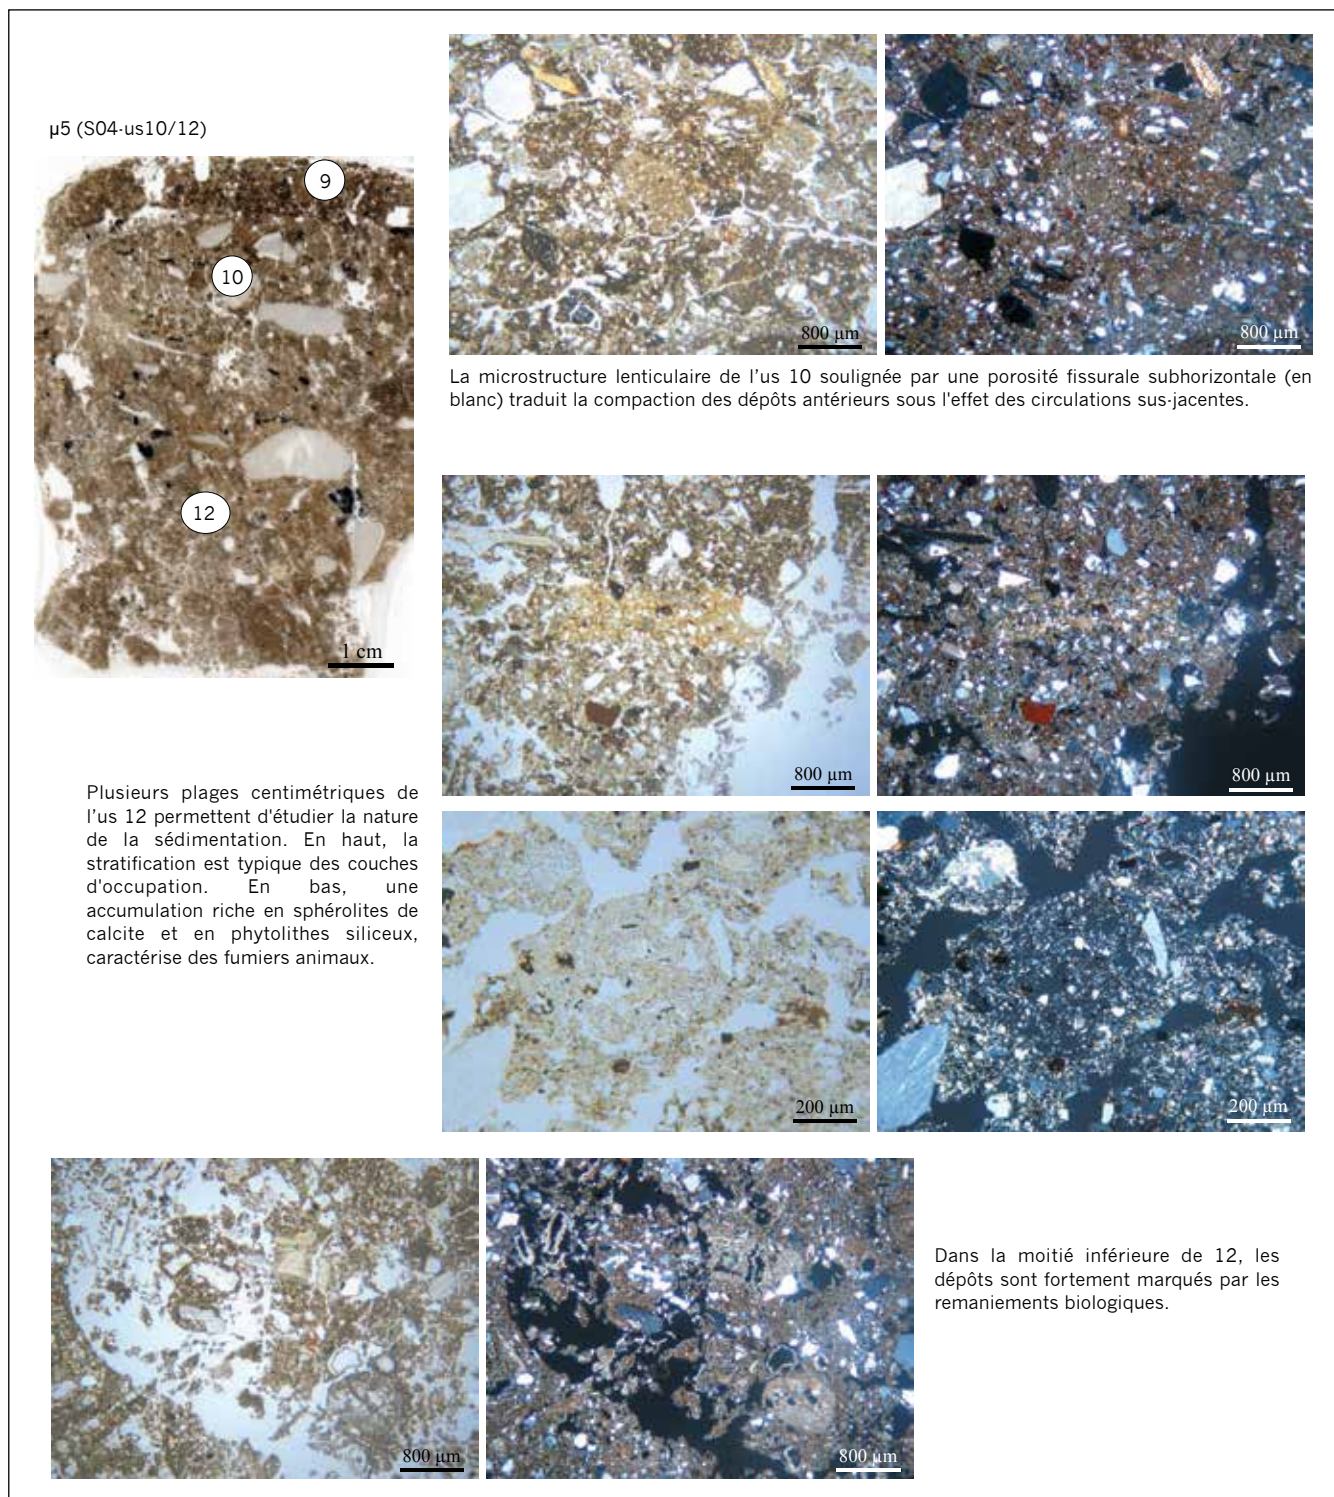 µ5 (S04-us10/12)
9
10
12
1 cm
800 µm
800 µm
La microstructure lenticulaire de l'us 10 soulignée par une porosité fissurale subhorizontale (en
blanc) traduit la compaction des dépôts antérieurs sous l'effet des circulations sus-jacentes.
800 µm
800 µm
Plusieurs plages centimétriques de
l'us 12 permettent d'étudier la nature
de la sédimentation. En haut, la
stratification est typique des couches
d'occupation. En bas, une
accumulation riche en sphérolites de
calcite et en phytolithes siliceux,
caractérise des fumiers animaux.
200 µm
200 µm
800 µm
800 µm
Dans la moitié inférieure de 12, les
dépôts sont fortement marqués par les
remaniements biologiques.